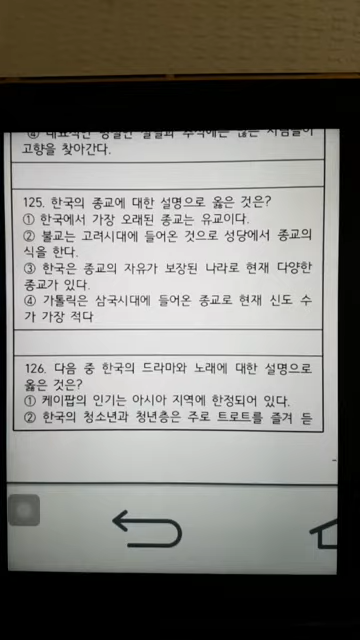 고향을 찾아간다.
125. 한국의 종교에 대한 설명으로 옳은 것은?
① 한국에서 가장 오래된 종교는 유교이다.
② 불교는 고려시대에 들어온 것으로 성당에서 종교의
식을 한다.
③ 한국은 종교의 자유가 보장된 나라로 현재 다양한
종교가 있다.
④ 가톨릭은 삼국시대에 들어온 종교로 현재 신도 수
가 가장 적다
126. 다음 중 한국의 드라마와 노래에 대한 설명으로
옳은 것은?
① 케이팝의 인기는 아시아 지역에 한정되어 있다.
② 한국의 청소년과 청년층은 주로 트로트를 즐겨 듣